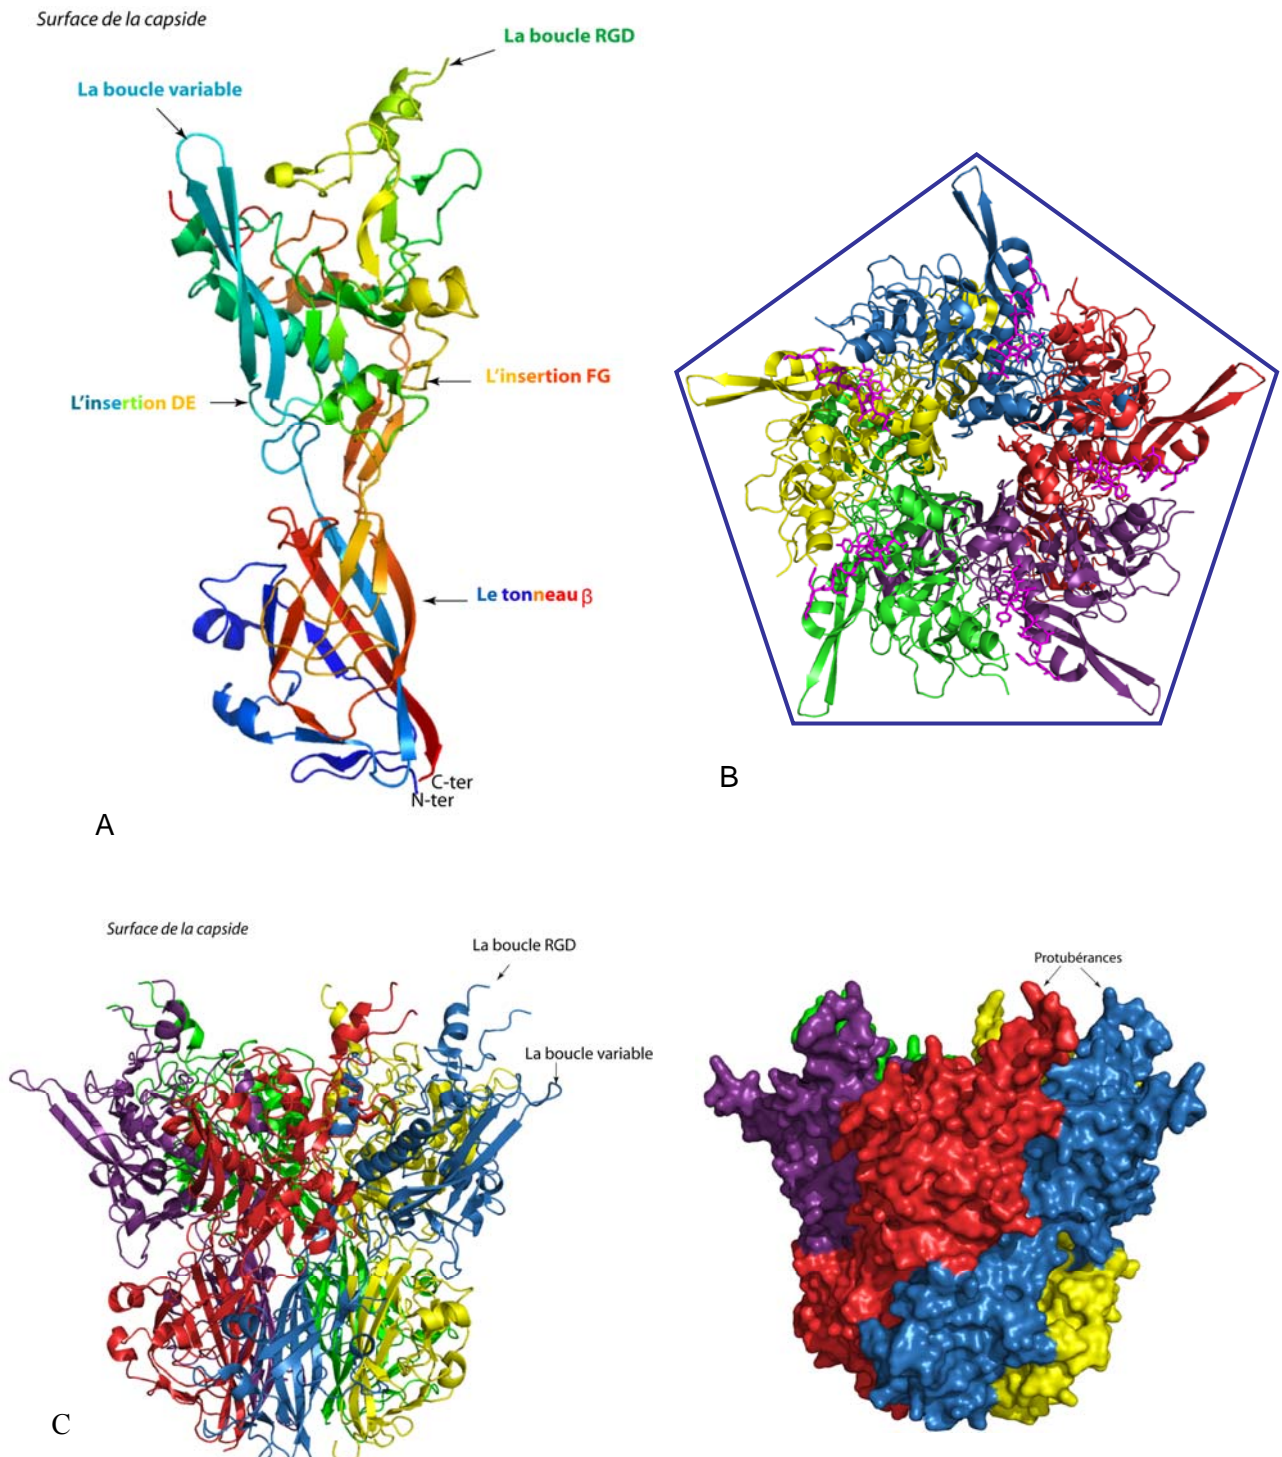 Surface de la capside
La boucle RGD
La boucle variable
L'insertion FG
L'insertion DE
Le tonneau β
C-ter
N-ter
A
B
Surface de la capside
La boucle RGD
La boucle variable
Protubérances
C